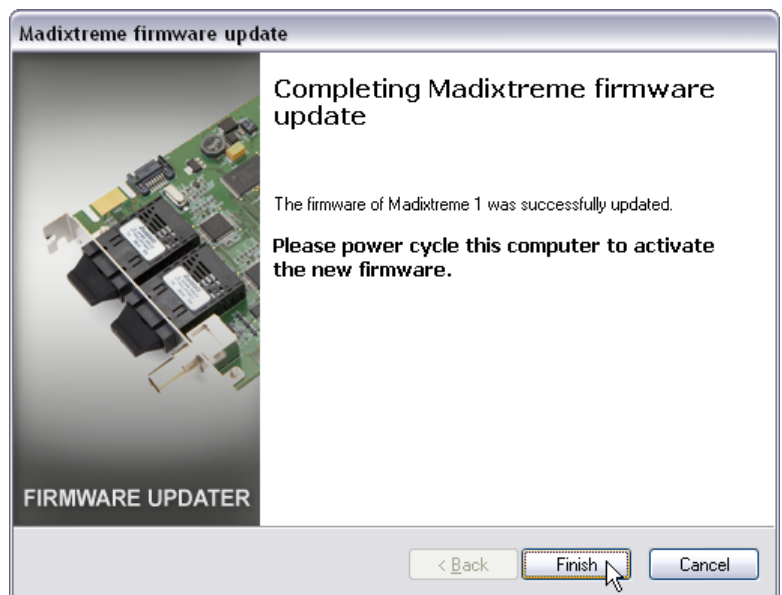 Madixtreme firmware update
Completing Madixtreme firmware
update
The firmware of Madixtreme 1 was successfully updated.
Please power cycle this computer to activate
the new firmware.
FIRMWARE UPDATER
< Back
Finish
Cancel